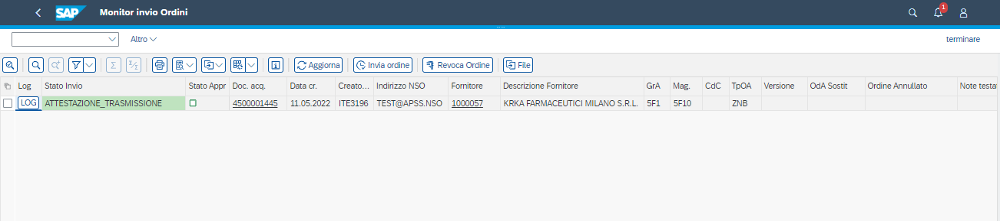 SAP Monitor invio Ordini 1
Altro terminare
Aggiorna Invia ordine Revoca Ordine File
Log Stato Invio Stato Appr Doc. acq. Data cr. Creato... Indirizzo NSO Fornitore Descrizione Fornitore GrA Mag. CdC TpOA Versione OdA Sostit Ordine Annullato Note testat
LOG ATTESTAZIONE_TRASMISSIONE 4500001445 11.05.2022 ITE3196 TEST@APSS.NSO 1000057 KRKA FARMACEUTICI MILANO S.R.L. 5F1 5F10 ZNB